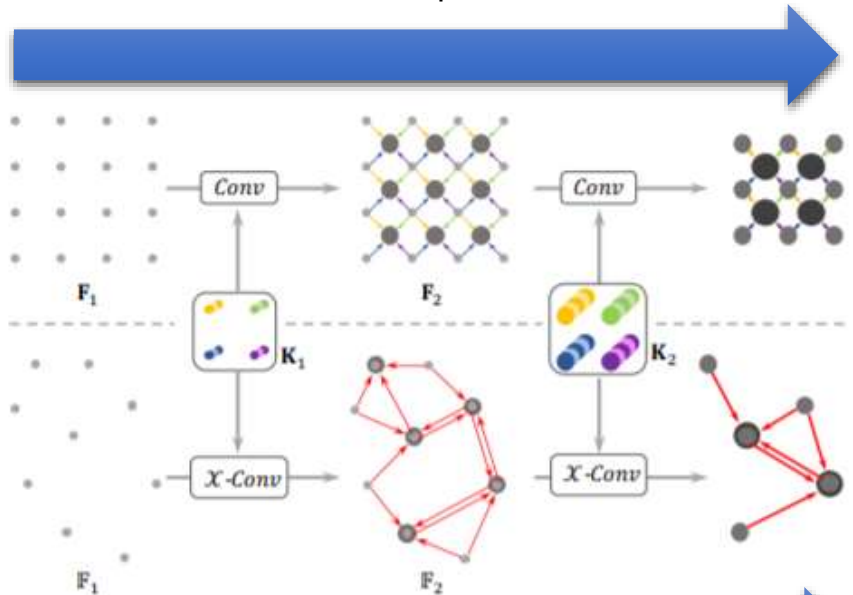 Conv
Conv
F₁
F₂
K₁
K₂
𝒳-Conv
𝒳-Conv
𝔽₁
𝔽₂